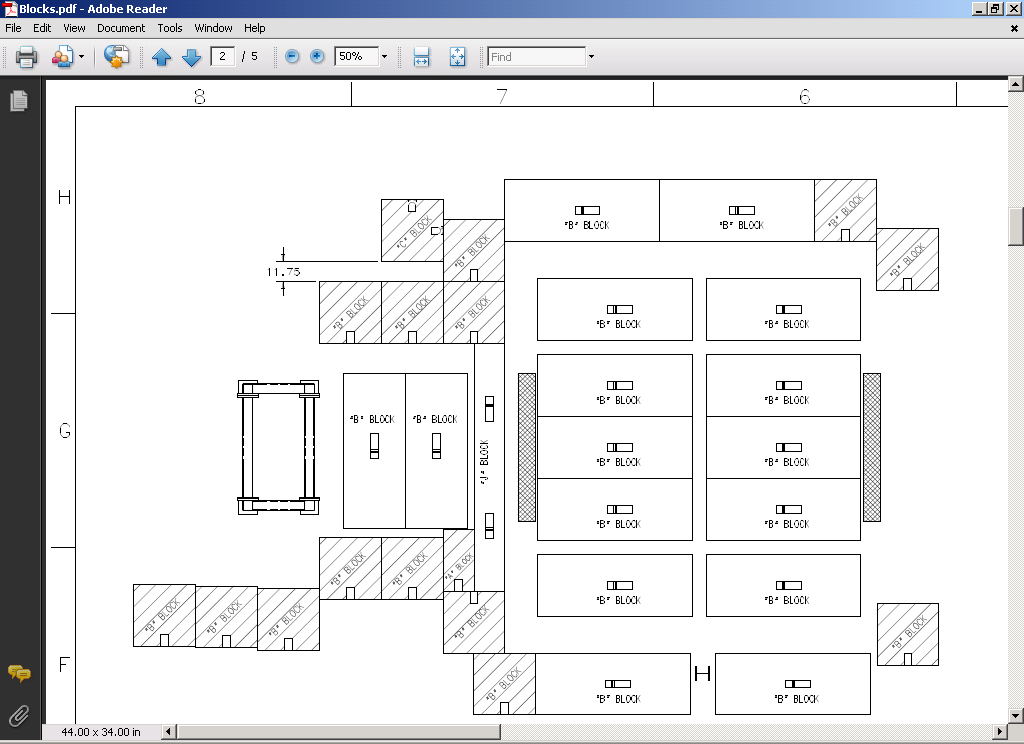 Blocks.pdf - Adobe Reader
File Edit View Document Tools Window Help
2 / 5 50% Find
8 7 6
H
"B" BLOCK "B" BLOCK "B" BLOCK
"C" BLOCK "B" BLOCK "B" BLOCK
11.75
"B" BLOCK "B" BLOCK "B" BLOCK
"B" BLOCK "B" BLOCK
G
"B" BLOCK "B" BLOCK
"B" BLOCK "B" BLOCK
"J" BLOCK
"B" BLOCK "B" BLOCK
"B" BLOCK "B" BLOCK
"B" BLOCK "B" BLOCK "A" BLOCK
"B" BLOCK "B" BLOCK
"B" BLOCK "B" BLOCK "B" BLOCK "B" BLOCK "B" BLOCK
F
"B" BLOCK "B" BLOCK H "B" BLOCK
44.00 x 34.00 in